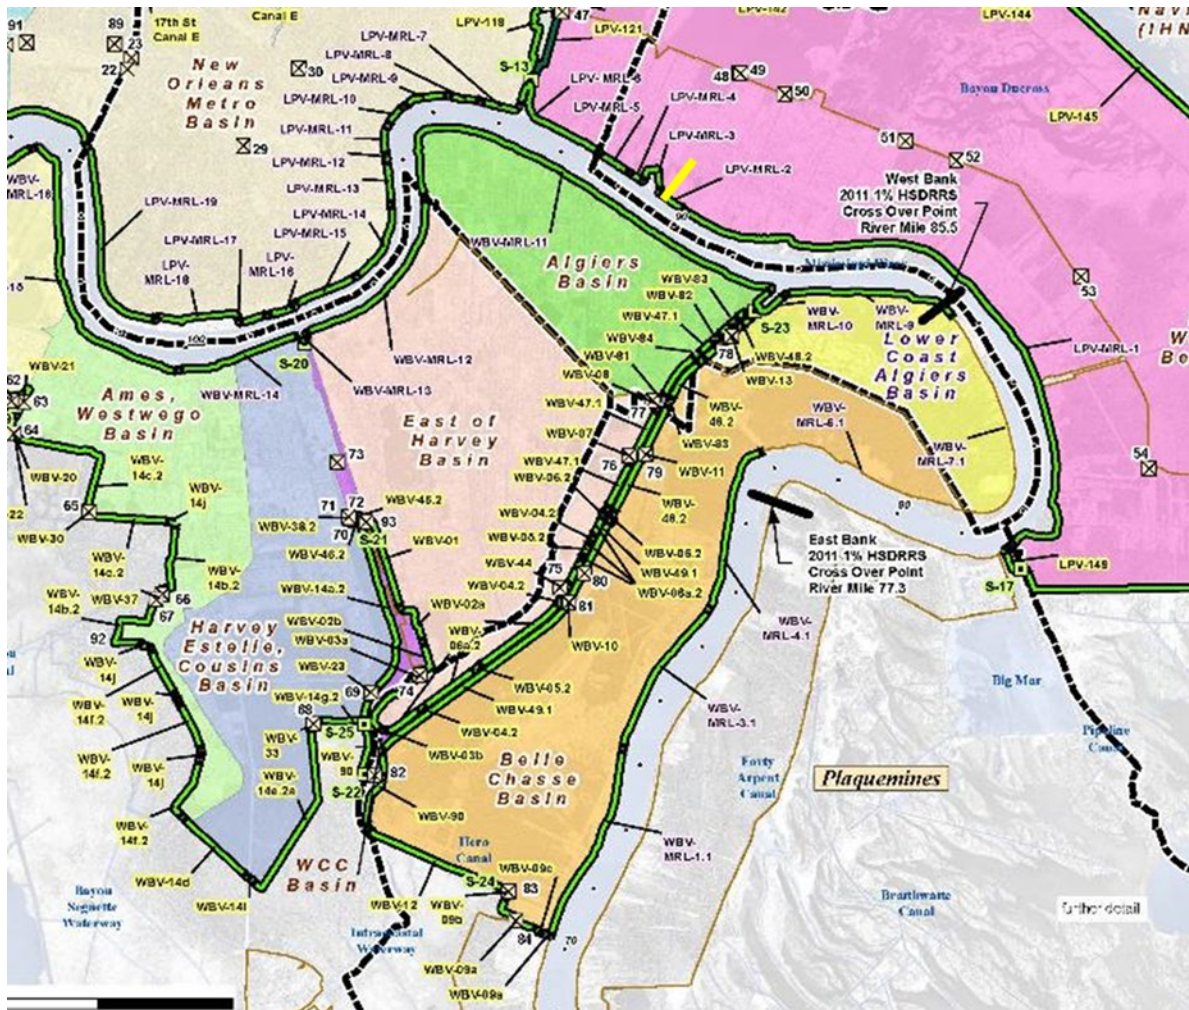 91
89
17th St
Canal E
Canal E
LPV-MRL-7
LPV-118
47
LPV-142
LPV-144
LPV-121
23
22
30
New
Orleans
Metro
Basin
LPV-MRL-8
LPV-MRL-9
LPV-MRL-10
LPV-MRL-11
LPV-MRL-12
LPV-MRL-13
LPV-MRL-14
LPV-MRL-15
LPV-MRL-16
LPV-MRL-17
LPV-
MRL-18
LPV-MRL-19
29
S-13
LPV- MRL-6
LPV-MRL-5
LPV-MRL-4
LPV-MRL-3
LPV-MRL-2
48
49
50
51
52
53
54
Bayou Ducross
LPV-145
West Bank
2011 1% HSDRRS
Cross Over Point
River Mile 85.5
90
LPV-MRL-1
WBV-
MRL-16
100
WBV-MRL-11
Algiers
Basin
WBV-83
WBV-82
WBV-47.1
WBV-84
WBV-81
WBV-08
WBV-47.1
S-23
WBV-
MRL-10
WBV-
MRL-9
78
WBV-48.2
WBV-13
Lower
Coast
Algiers
Basin
WBV-MRL-12
WBV-MRL-13
WBV-MRL-14
S-20
WBV-21
62
63
64
Ames,
Westwego
Basin
East of
Harvey
Basin
77
WBV-
46.2
WBV-83
WBV-
MRL-6.1
WBV-
MRL-7.1
WBV-07
WBV-47.1
WBV-06.2
76
79
WBV-11
80
WBV-20
WBV-
14c.2
WBV-
14j
65
WBV-30
73
71
72
70
93
WBV-38.2
WBV-46.2
WBV-45.2
S-21
WBV-01
WBV-04.2
WBV-05.2
WBV-44
WBV-04.2
WBV-
48.2
WBV-06.2
WBV-49.1
WBV-06a.2
75
80
81
East Bank
2011 1% HSDRRS
Cross Over Point
River Mile 77.3
S-17
LPV-149
WBV-
14c.2
WBV-
14b.2
WBV-37
WBV-
14b.2
66
67
92
WBV-14a.2
WBV-02b
WBV-03a
WBV-23
WBV-14g.2
WBV-02a
WBV-
06a.2
WBV-10
WBV-
MRL-4.1
Harvey
Estelle,
Cousins
Basin
WBV-
14j
WBV-
14f.2
WBV-
14j
WBV-
14f.2
WBV-
14j
WBV-
14f.2
69
68
74
S-25
WBV-05.2
WBV-49.1
WBV-04.2
WBV-03b
WBV-
MRL-3.1
Big Mar
Pipeline
Canal
WBV-
33
WBV-
90
WBV-
14e.2a
82
S-22
WBV-90
Belle
Chasse
Basin
Forty
Arpent
Canal
Plaquemines
WBV-
MRL-1.1
Hero
Canal
WCC
Basin
WBV-09c
S-24
83
WBV-14d
WBV-14i
WBV-12
WBV-
09b
84
70
Bayou
Segnette
Waterway
Intracoastal
Waterway
WBV-09a
WBV-09a
Braithwaite
Canal
further detail